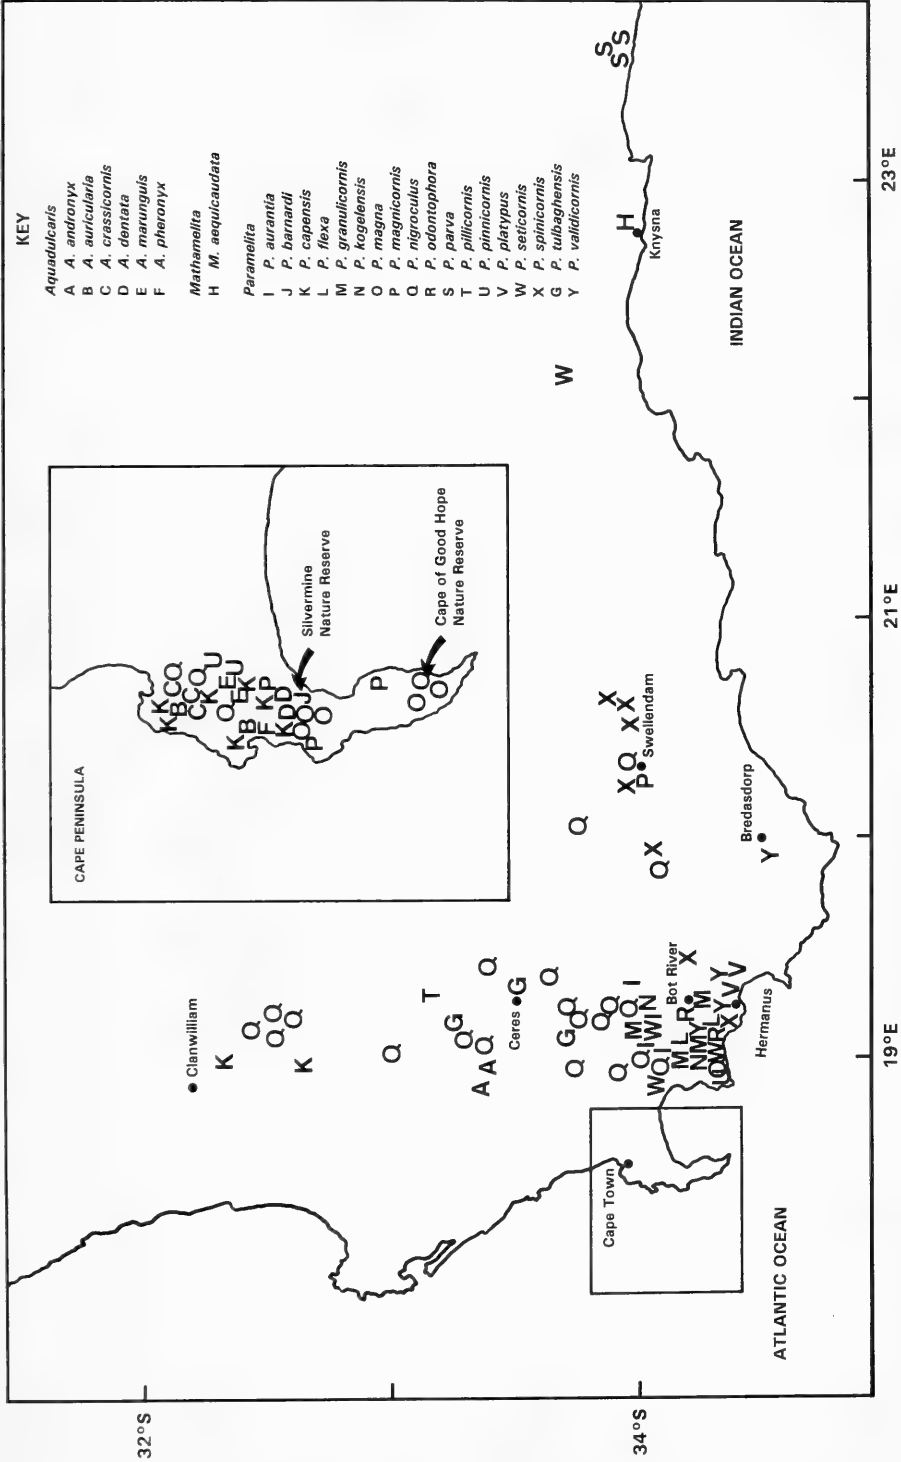 KEY
Aquadulcaris
A A. andronyx
B A. auricularia
C A. crassicornis
D A. dentata
E A. marunguis
F A. pheronyx
Mathamelita
H M. aequicaudata
Paramelita
I P. aurantia
J P. barnardi
K P. capensis
L P. flexa
M P. granulicornis
N P. kogelensis
O P. magna
P P. magnicornis
Q P. nigroculus
R P. odontophora
S P. parva
T P. pillicornis
U P. pinnicornis
V P. platypus
W P. seticornis
X P. spinicornis
G P. tulbaghensis
Y P. validicornis
CAPE PENINSULA
Silvermine
Nature Reserve
Cape of Good Hope
Nature Reserve
Clanwilliam
Ceres
Cape Town
Bot River
Hermanus
Swellendam
Bredasdorp
Knysna
ATLANTIC OCEAN
INDIAN OCEAN
32°S
34°S
19°E
21°E
23°E
K
K
Q
Q
Q
Q
Q
T
G
Q
Q
Q
A
A
G
Q
Q
X
Q
X
Q
P
X
X
X
Y
W
H
S
S
S